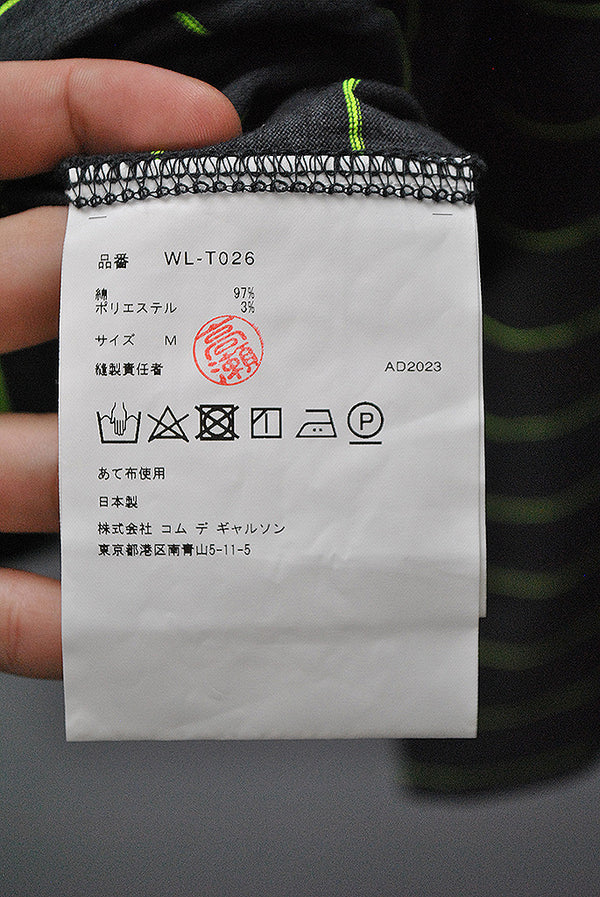 品番 WL-T026
綿 97%
ポリエステル 3%
サイズ M
縫製責任者 AD2023
P
あて布使用
日本製
株式会社 コム デ ギャルソン
東京都港区南青山5-11-5